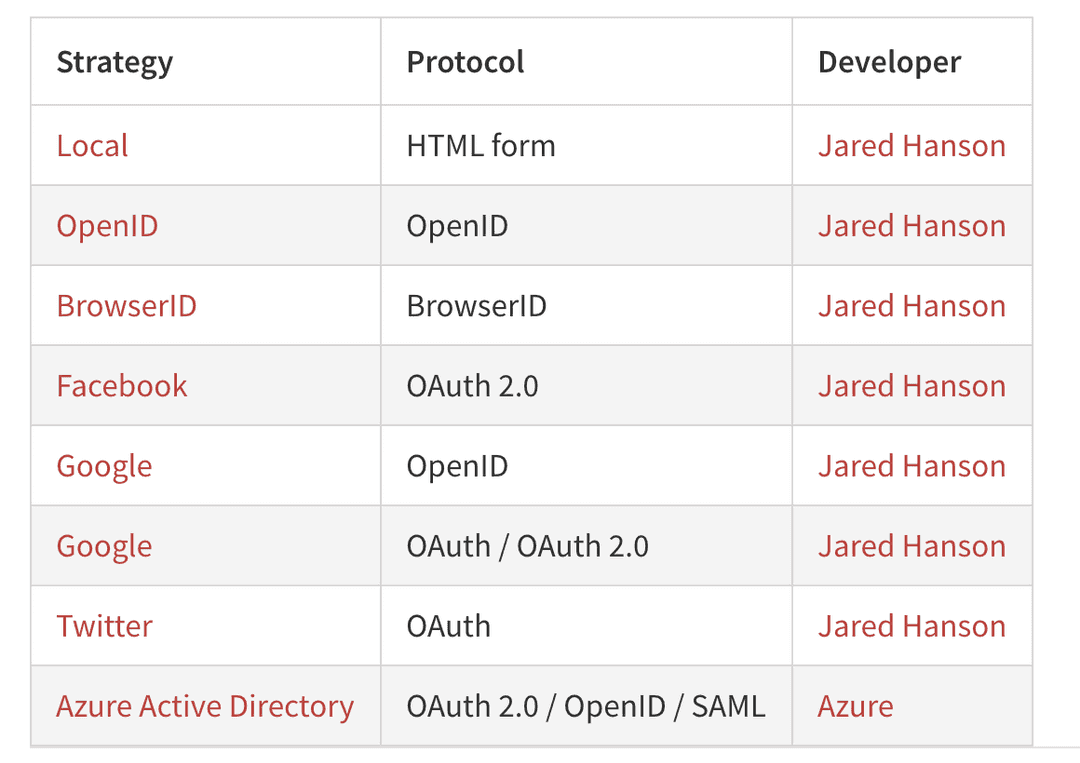 Strategy Protocol Developer
Local HTML form Jared Hanson
OpenID OpenID Jared Hanson
BrowserID BrowserID Jared Hanson
Facebook OAuth 2.0 Jared Hanson
Google OpenID Jared Hanson
Google OAuth / OAuth 2.0 Jared Hanson
Twitter OAuth Jared Hanson
Azure Active Directory OAuth 2.0 / OpenID / SAML Azure